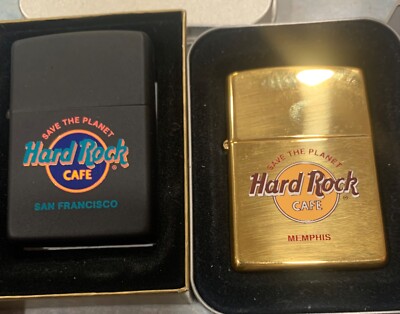 SAVE THE PLANET
Hard Rock
CAFE
®
SAN FRANCISCO
SAVE THE PLANET
Hard Rock
CAFE
®
MEMPHIS